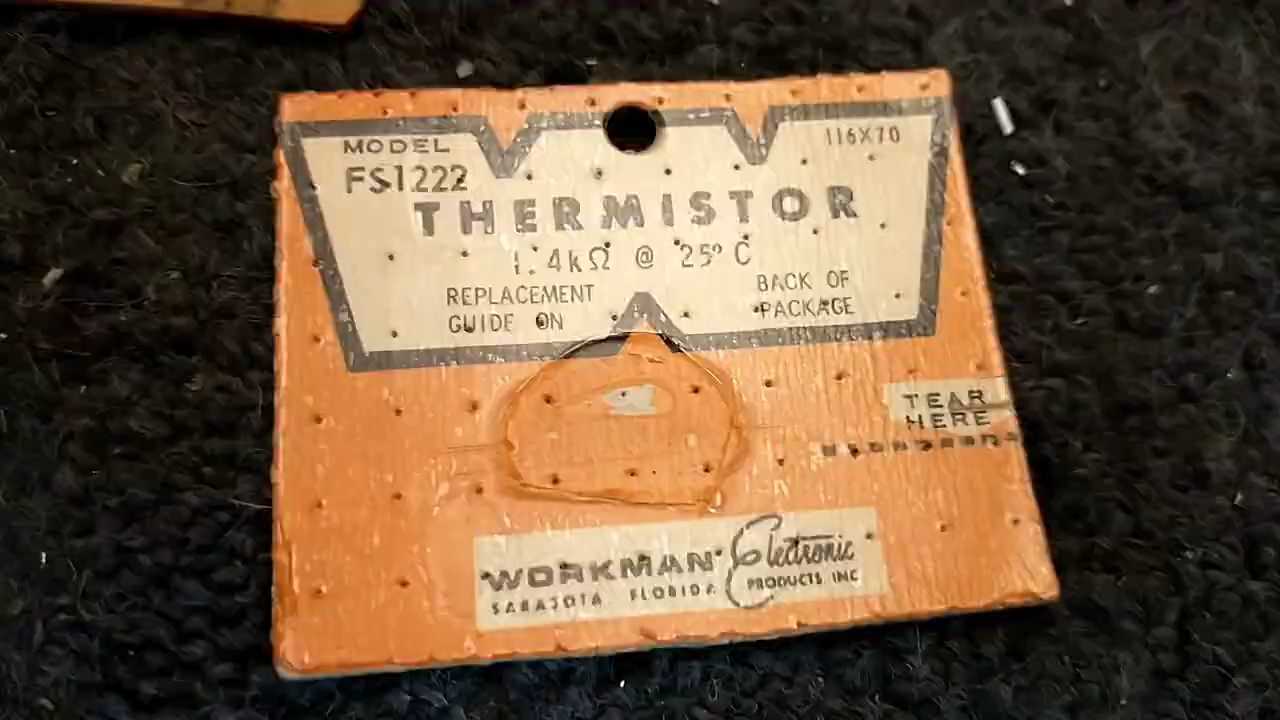 MODEL
FS1222
116X70
THERMISTOR
1.4kΩ @ 25° C
REPLACEMENT
GUIDE ON
BACK OF
PACKAGE
TEAR
HERE
WORKMAN Electronic
SARASOTA FLORIDA PRODUCTS INC